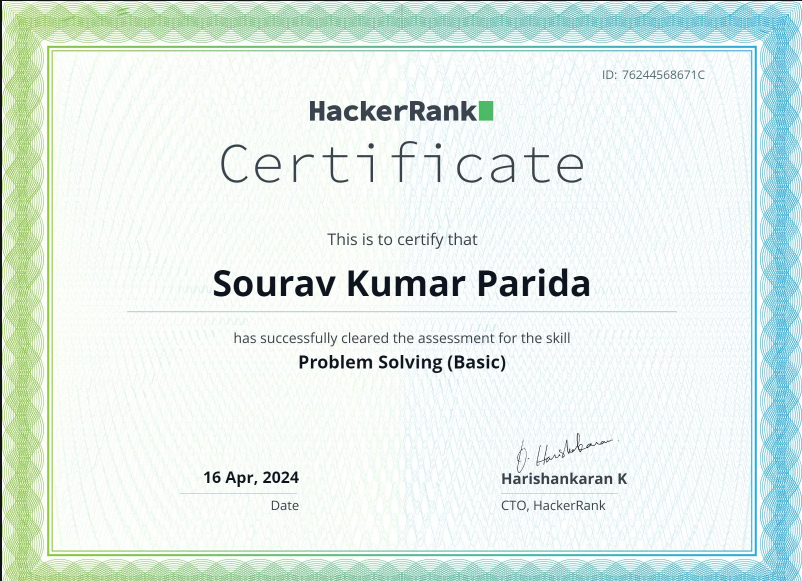 ID: 76244568671C
HackerRank
Certificate
This is to certify that
Sourav Kumar Parida
has successfully cleared the assessment for the skill
Problem Solving (Basic)
16 Apr, 2024
Date
D. Harishankaran
Harishankaran K
CTO, HackerRank